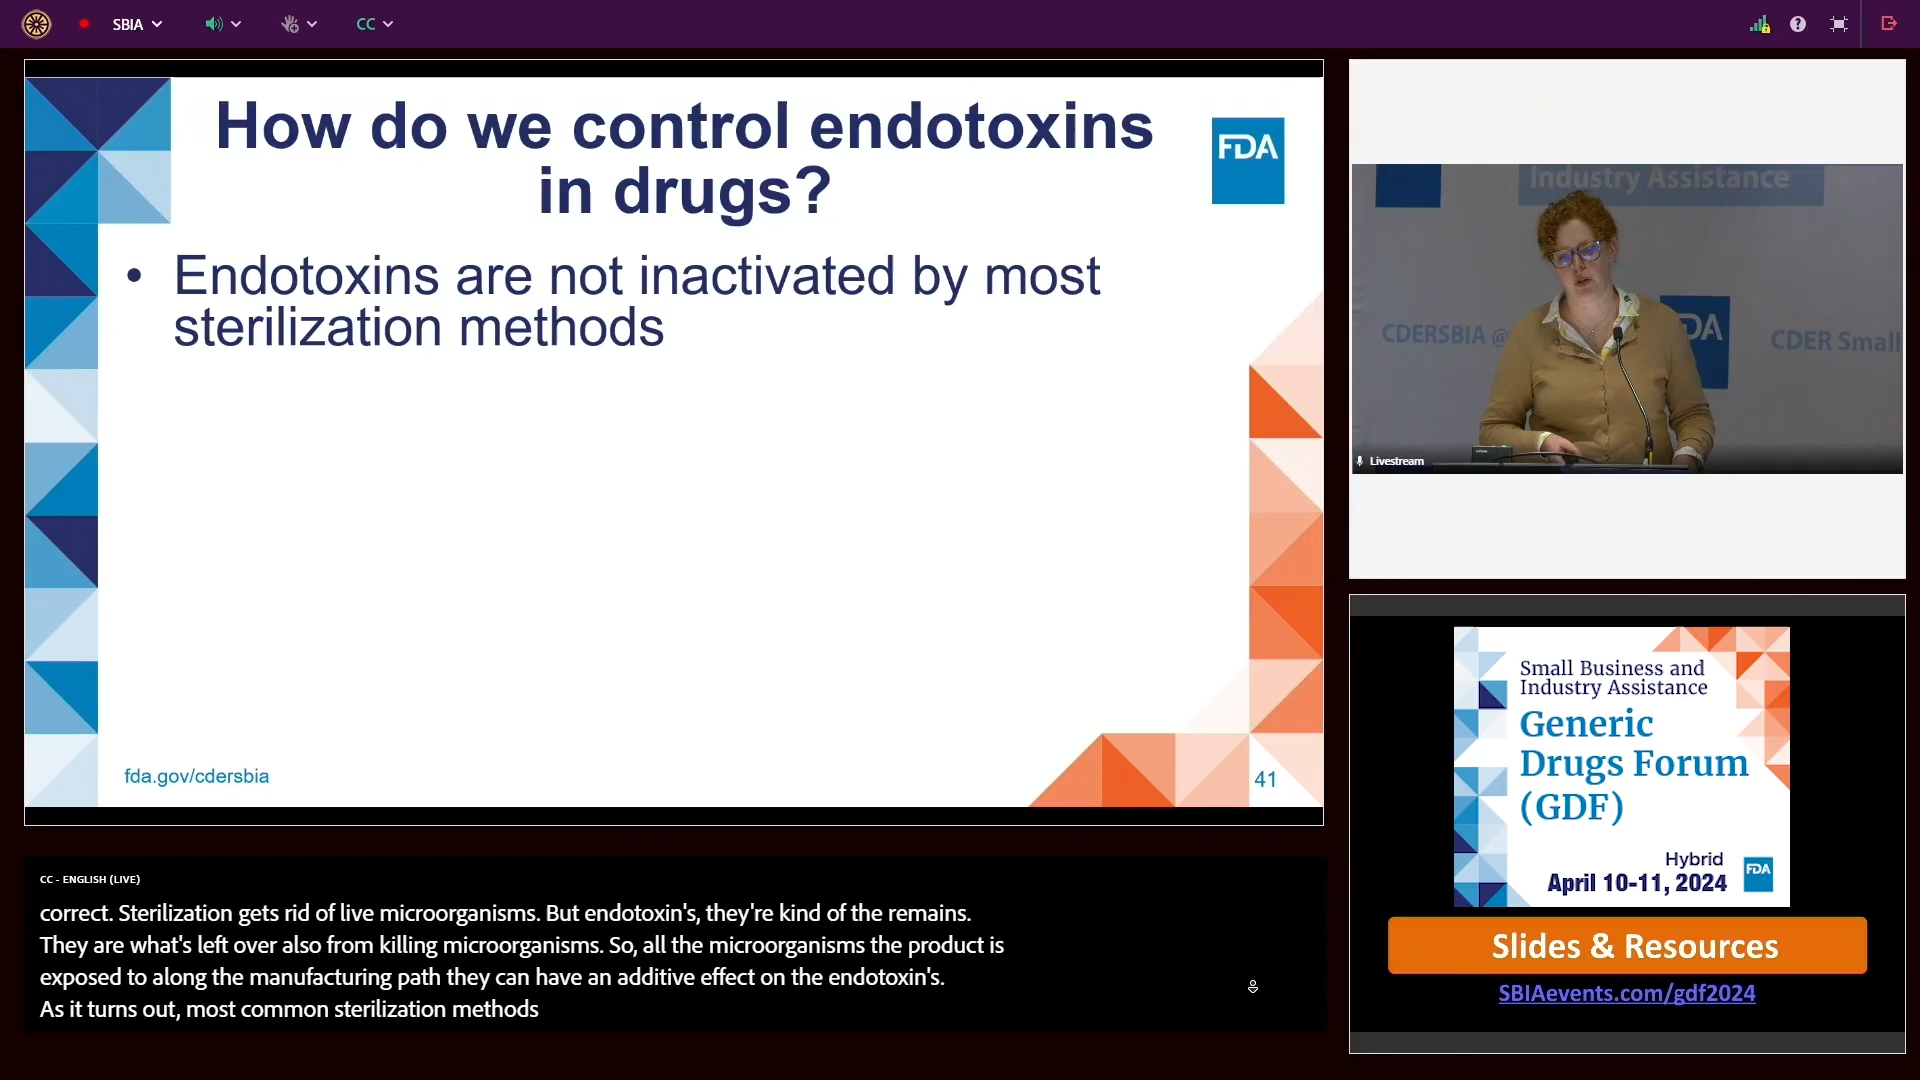 SBIA
CC
How do we control endotoxins
in drugs?
FDA
• Endotoxins are not inactivated by most
sterilization methods
fda.gov/cdersbia
41
Industry Assistance
CDERSBIA @
DA
CDER Small
Livestream
CC - ENGLISH (LIVE)
correct. Sterilization gets rid of live microorganisms. But endotoxin's, they're kind of the remains.
They are what's left over also from killing microorganisms. So, all the microorganisms the product is
exposed to along the manufacturing path they can have an additive effect on the endotoxin's.
As it turns out, most common sterilization methods
Small Business and
Industry Assistance
Generic
Drugs Forum
(GDF)
Hybrid
April 10-11, 2024
FDA
Slides & Resources
SBIAevents.com/gdf2024